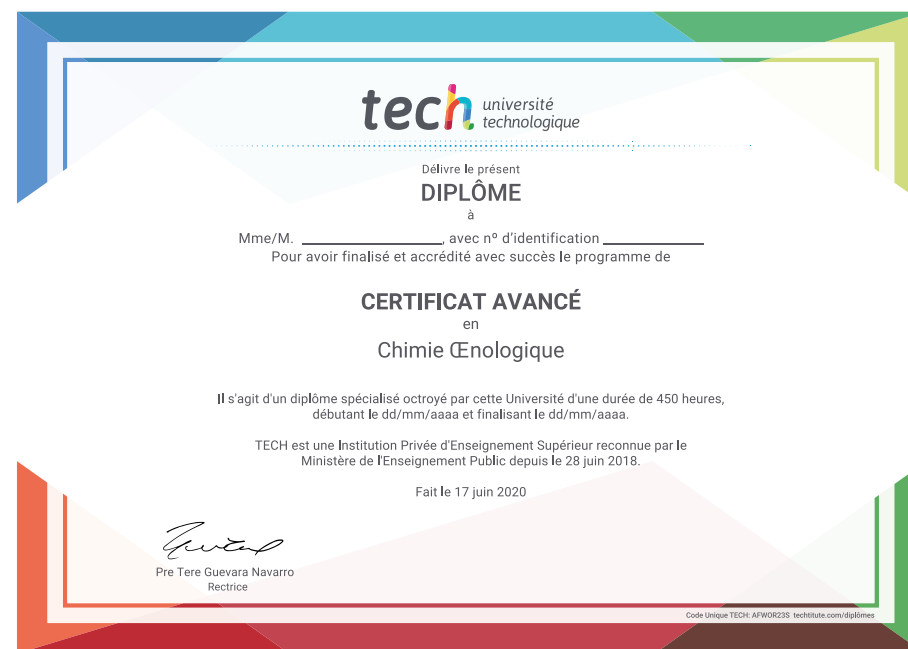 tech université
technologique
Délivre le présent
DIPLÔME
à
Mme/M. ____________________, avec nº d'identification ______________
Pour avoir finalisé et accrédité avec succès le programme de
CERTIFICAT AVANCÉ
en
Chimie Œnologique
Il s'agit d'un diplôme spécialisé octroyé par cette Université d'une durée de 450 heures,
débutant le dd/mm/aaaa et finalisant le dd/mm/aaaa.
TECH est une Institution Privée d'Enseignement Supérieur reconnue par le
Ministère de l'Enseignement Public depuis le 28 juin 2018.
Fait le 17 juin 2020
Pre Tere Guevara Navarro
Rectrice
Code Unique TECH: AFWOR23S techtitute.com/diplômes